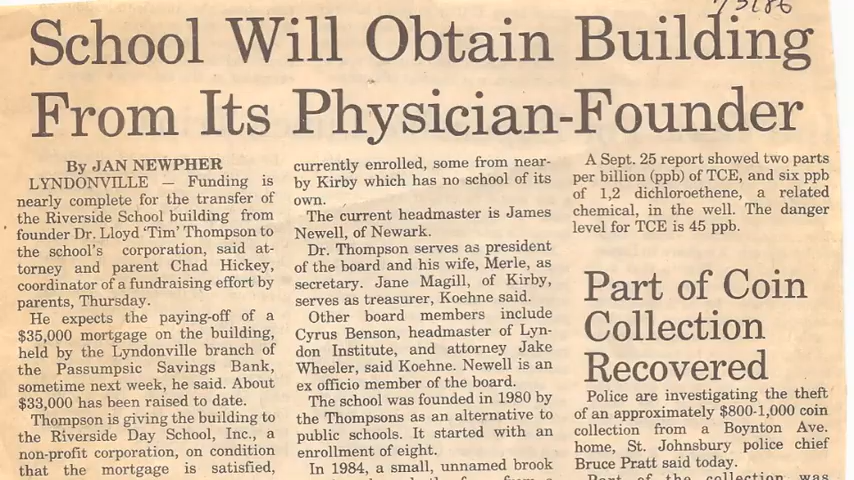 School Will Obtain Building
From Its Physician-Founder
By JAN NEWPHER
LYNDONVILLE — Funding is
nearly complete for the transfer of
the Riverside School building from
founder Dr. Lloyd 'Tim' Thompson to
the school's corporation, said at-
torney and parent Chad Hickey,
coordinator of a fundraising effort by
parents, Thursday.
He expects the paying-off of a
$35,000 mortgage on the building,
held by the Lyndonville branch of
the Passumpsic Savings Bank,
sometime next week, he said. About
$33,000 has been raised to date.
Thompson is giving the building to
the Riverside Day School, Inc., a
non-profit corporation, on condition
that the mortgage is satisfied,
currently enrolled, some from near-
by Kirby which has no school of its
own.
The current headmaster is James
Newell, of Newark.
Dr. Thompson serves as president
of the board and his wife, Merle, as
secretary. Jane Magill, of Kirby,
serves as treasurer, Koehne said.
Other board members include
Cyrus Benson, headmaster of Lyn-
don Institute, and attorney Jake
Wheeler, said Koehne. Newell is an
ex officio member of the board.
The school was founded in 1980 by
the Thompsons as an alternative to
public schools. It started with an
enrollment of eight.
In 1984, a small, unnamed brook
A Sept. 25 report showed two parts
per billion (ppb) of TCE, and six ppb
of 1,2 dichloroethene, a related
chemical, in the well. The danger
level for TCE is 45 ppb.
Part of Coin
Collection
Recovered
Police are investigating the theft
of an approximately $800-1,000 coin
collection from a Boynton Ave.
home, St. Johnsbury police chief
Bruce Pratt said today.
Part of the collection was